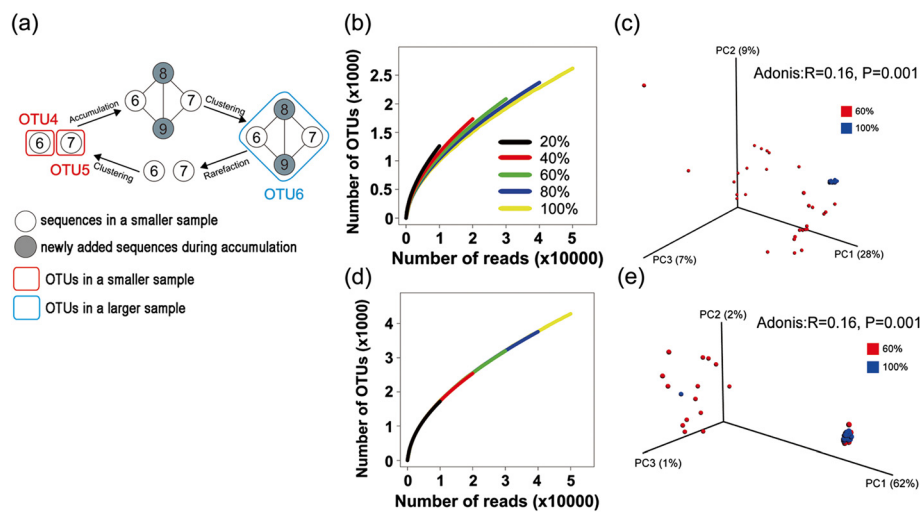 (a)
OTU4
6
7
OTU5
Accumulation
8
6
7
9
Clustering
8
6
7
9
OTU6
Rarefaction
6
7
Clustering
sequences in a smaller sample
newly added sequences during accumulation
OTUs in a smaller sample
OTUs in a larger sample
(b)
Number of OTUs (x1000)
2.5
2
1.5
1
0.5
0
20%
40%
60%
80%
100%
0 1 2 3 4 5
Number of reads (x10000)
(c)
PC2 (9%)
Adonis:R=0.16, P=0.001
60%
100%
PC3 (7%)
PC1 (28%)
(d)
Number of OTUs (x1000)
4
3
2
1
0
0 1 2 3 4 5
Number of reads (x10000)
(e)
PC2 (2%)
Adonis:R=0.16, P=0.001
60%
100%
PC3 (1%)
PC1 (62%)